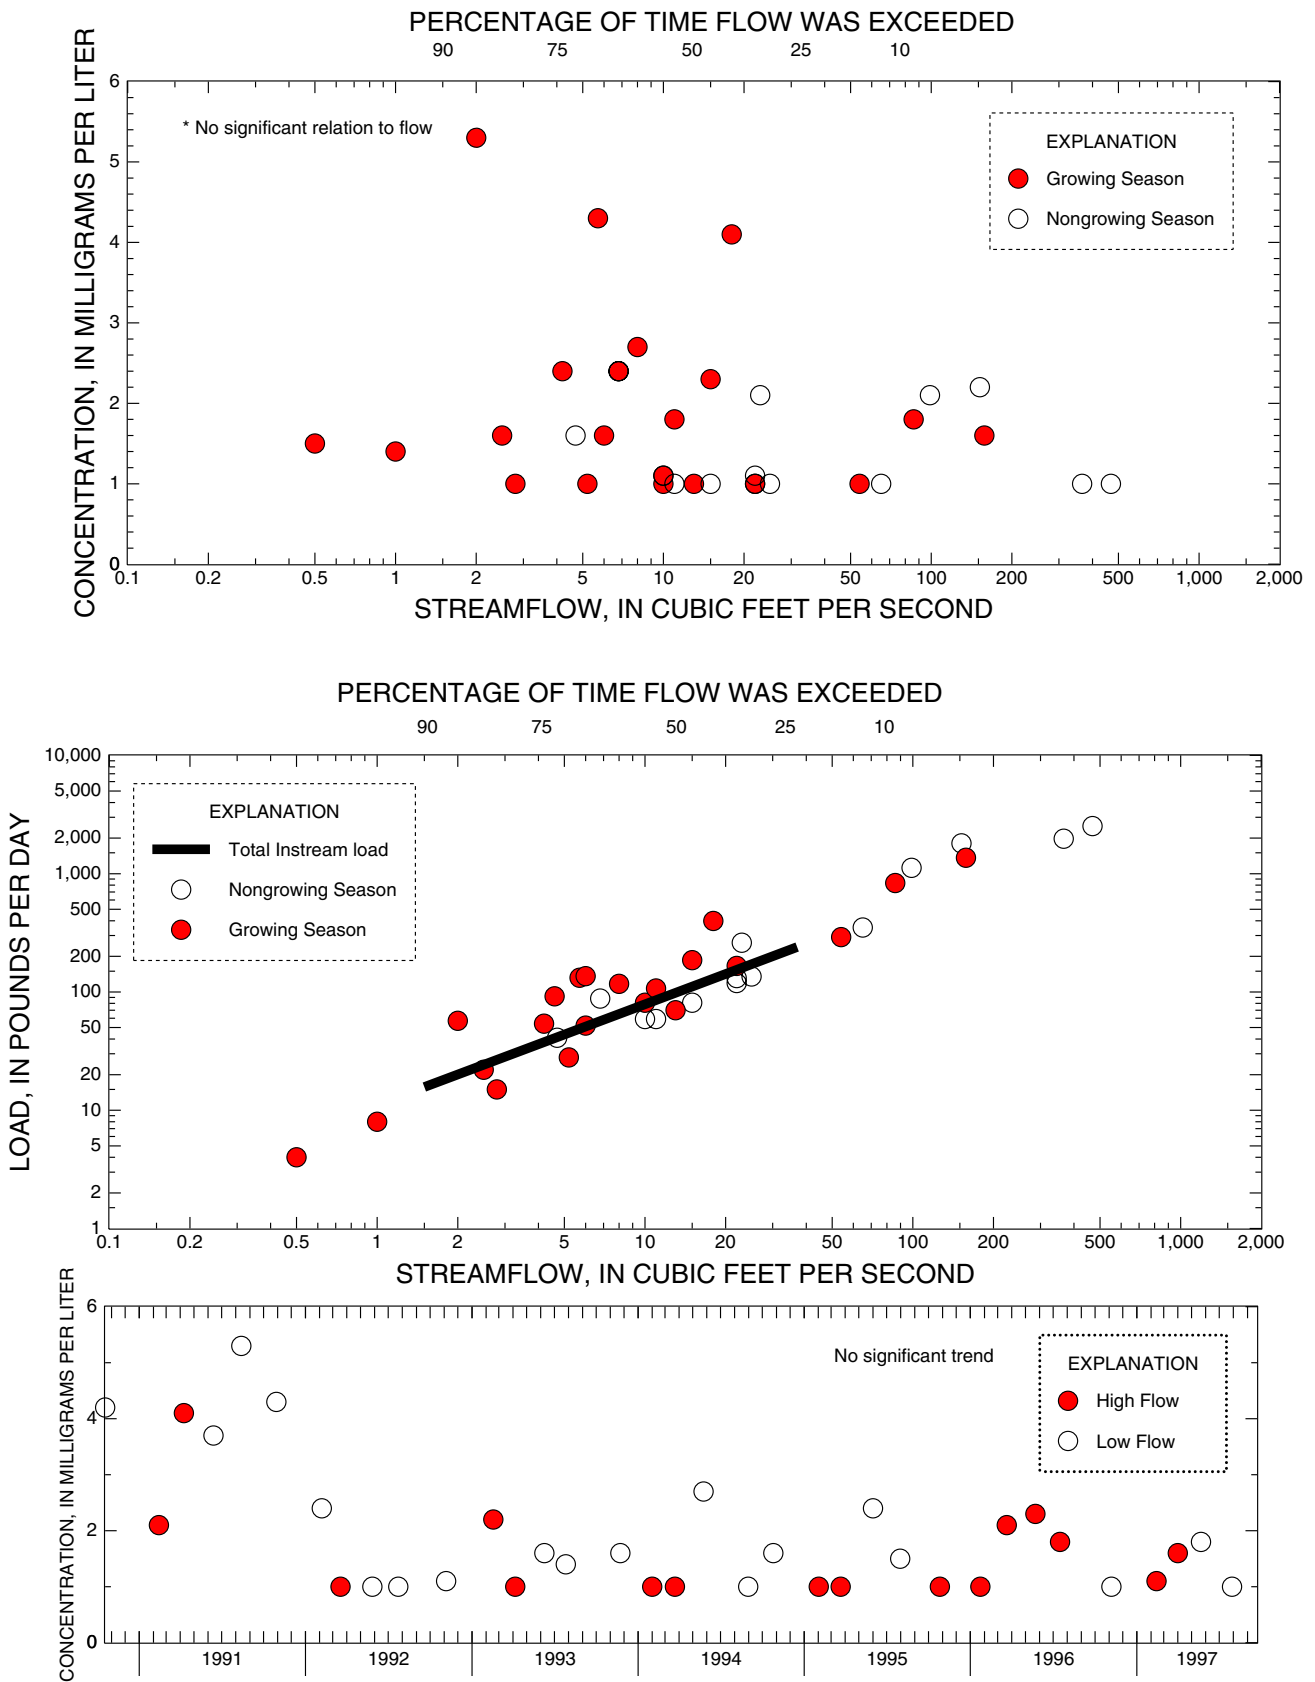 PERCENTAGE OF TIME FLOW WAS EXCEEDED
90 75 50 25 10
CONCENTRATION, IN MILLIGRAMS PER LITER
6
5
4
3
2
1
0
* No significant relation to flow
EXPLANATION
Growing Season
Nongrowing Season
0.1 0.2 0.5 1 2 5 10 20 50 100 200 500 1,000 2,000
STREAMFLOW, IN CUBIC FEET PER SECOND
PERCENTAGE OF TIME FLOW WAS EXCEEDED
90 75 50 25 10
LOAD, IN POUNDS PER DAY
10,000
5,000
2,000
1,000
500
200
100
50
20
10
5
2
1
EXPLANATION
Total Instream load
Nongrowing Season
Growing Season
0.1 0.2 0.5 1 2 5 10 20 50 100 200 500 1,000 2,000
STREAMFLOW, IN CUBIC FEET PER SECOND
CONCENTRATION, IN MILLIGRAMS PER LITER
6
4
2
0
No significant trend
EXPLANATION
High Flow
Low Flow
1991 1992 1993 1994 1995 1996 1997